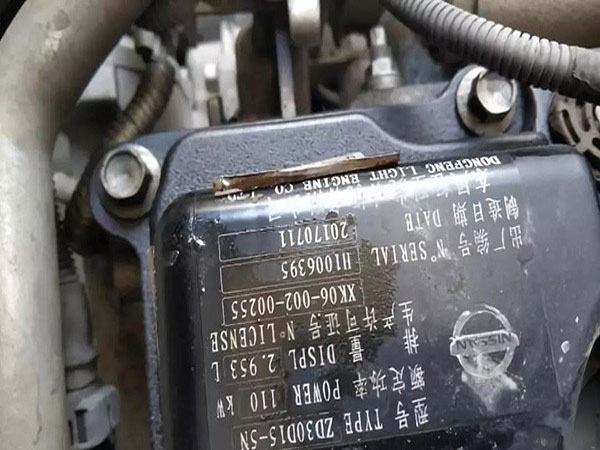 NISSAN
型号 TYPE ZD30D15-5N
额定功率 POWER 110 kW
排 量 DISPL 2.953 L
生产许可证号 N° LICENSE
XK06-002-00255
出厂编号 N° SERIAL H1006395
制造日期 DATE 20170711
DONGFENG LIGHT ENGINE CO